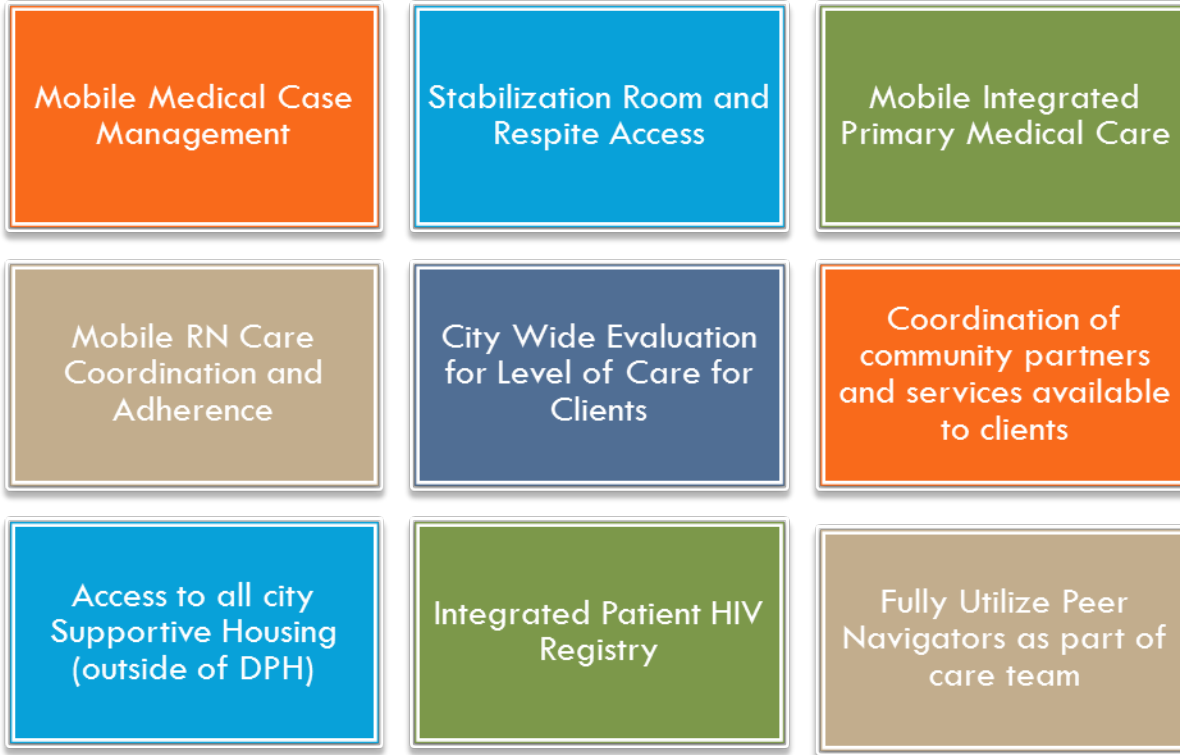 Mobile Medical Case
Management
Stabilization Room and
Respite Access
Mobile Integrated
Primary Medical Care
Mobile RN Care
Coordination and
Adherence
City Wide Evaluation
for Level of Care for
Clients
Coordination of
community partners
and services available
to clients
Access to all city
Supportive Housing
(outside of DPH)
Integrated Patient HIV
Registry
Fully Utilize Peer
Navigators as part of
care team